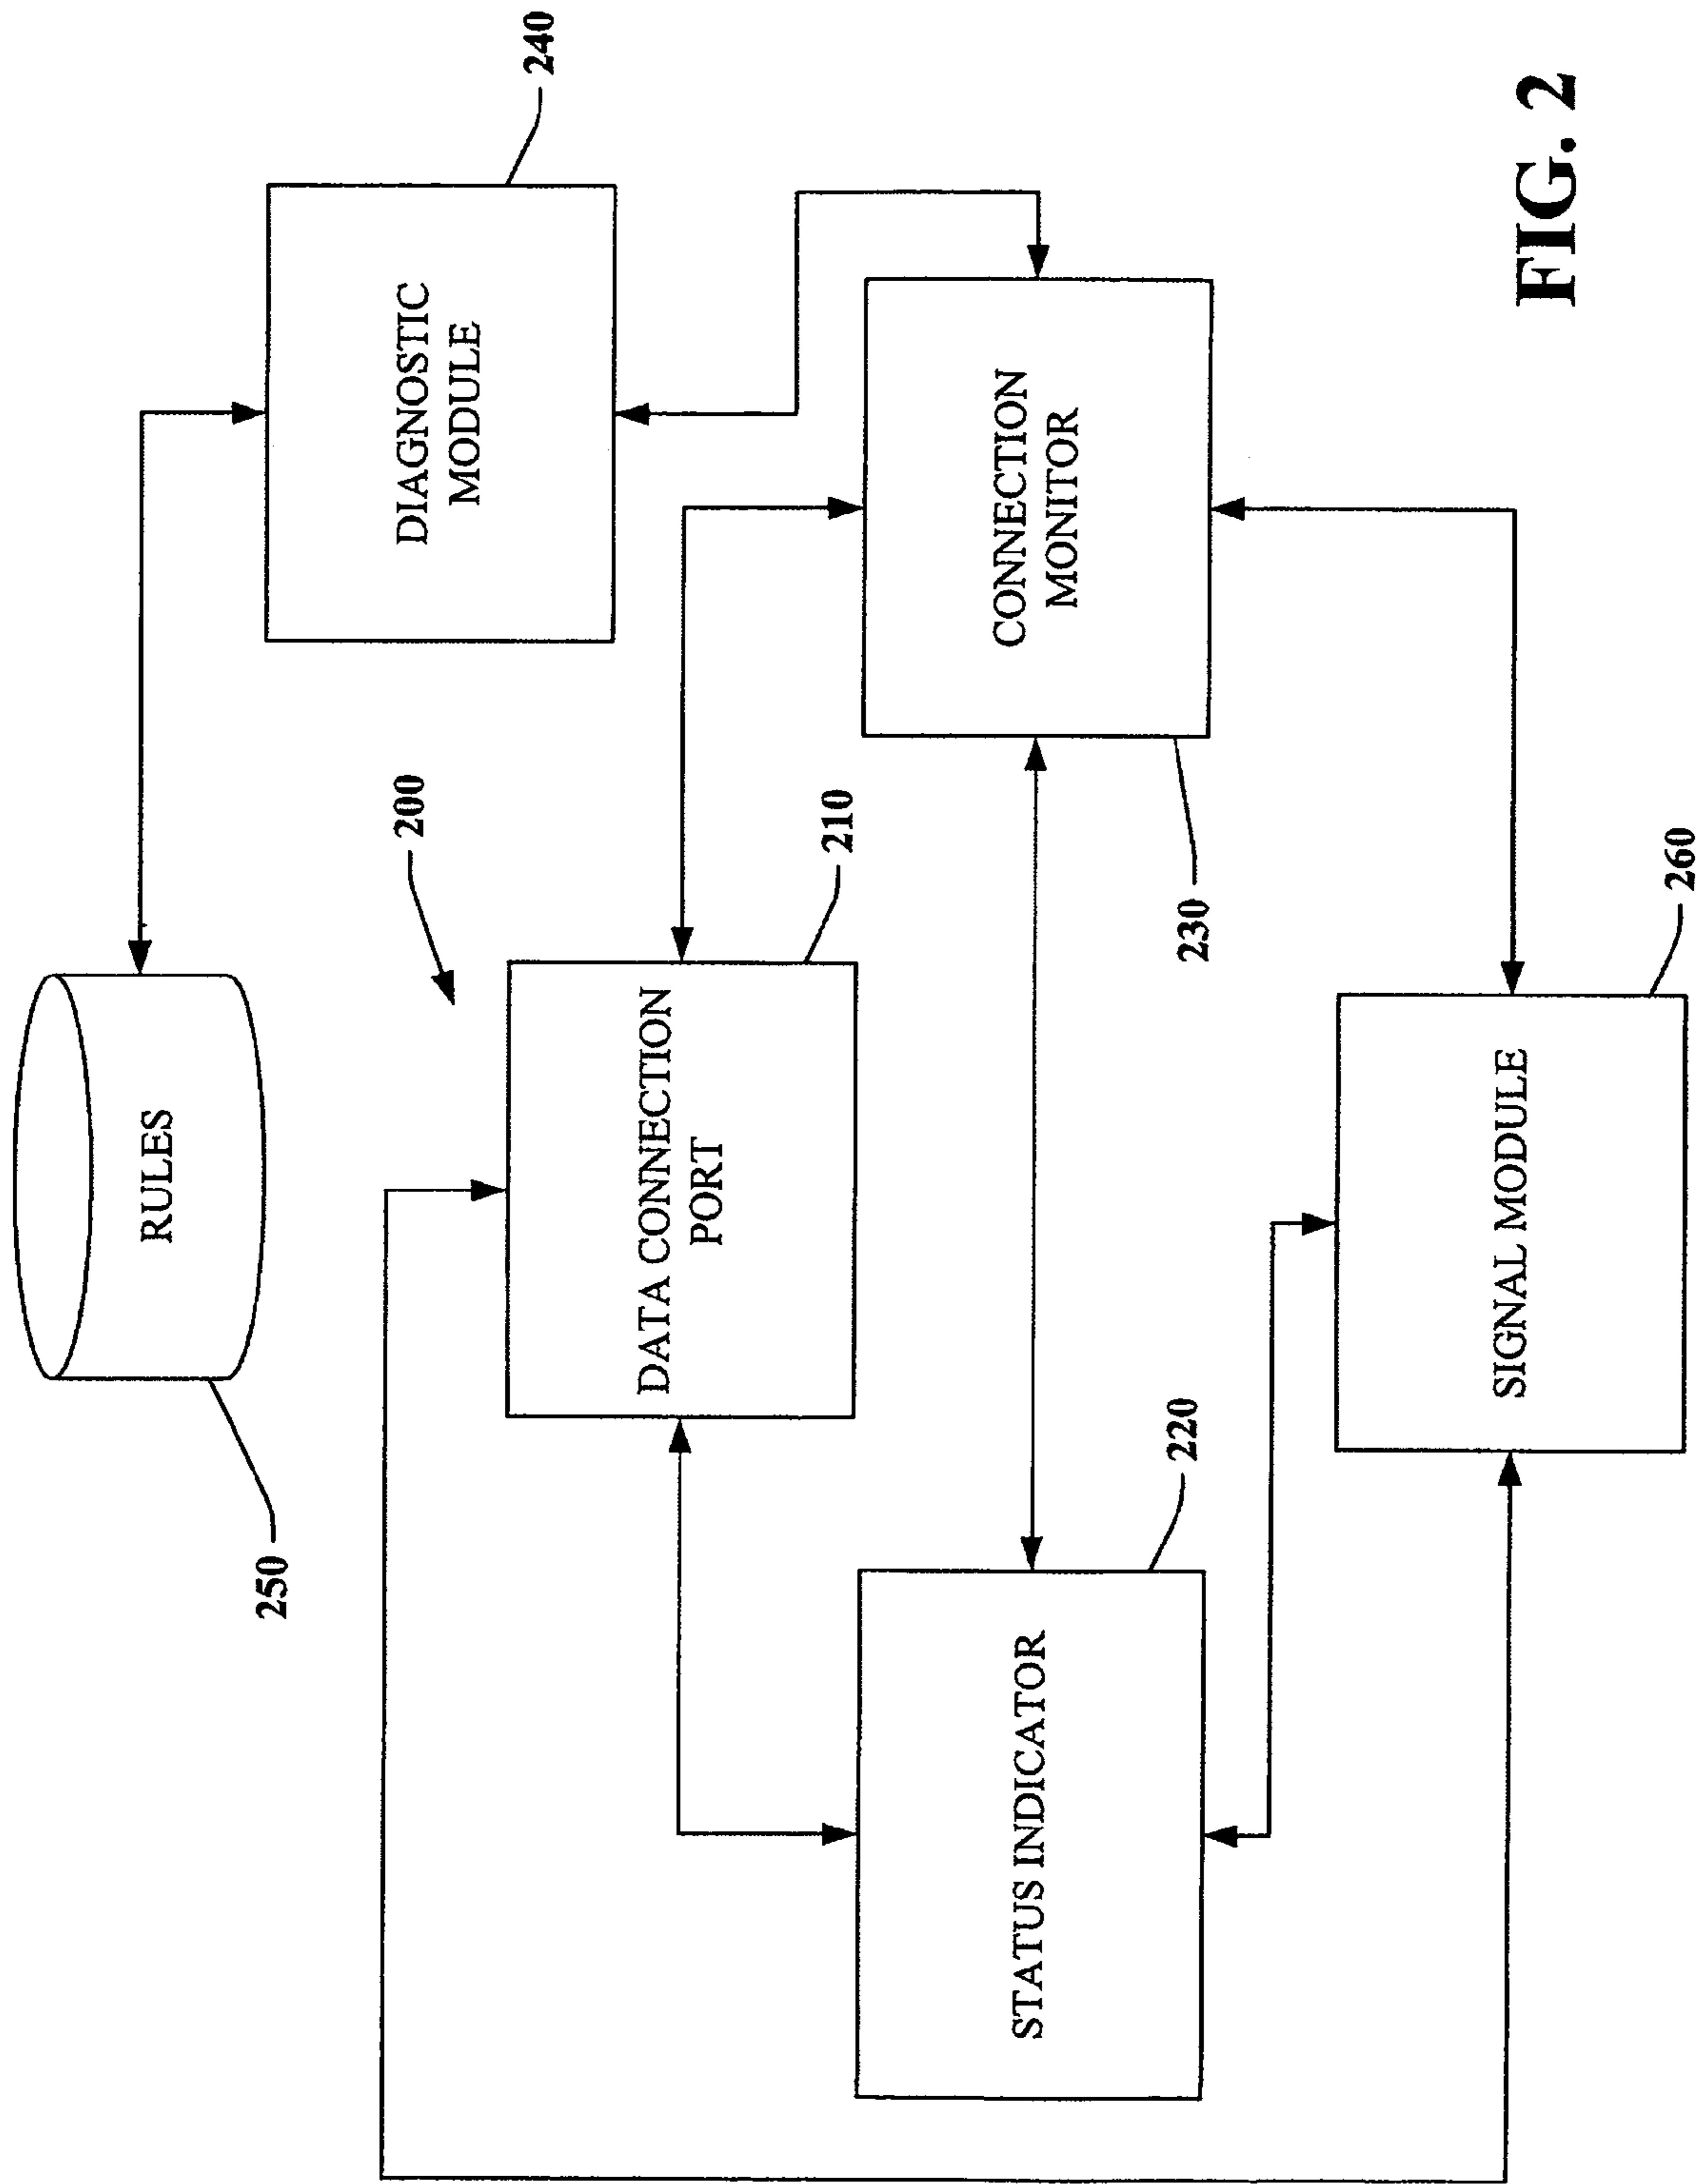 RULES
250
240
DIAGNOSTIC
MODULE
200
DATA CONNECTION
PORT
210
CONNECTION
MONITOR
230
STATUS INDICATOR
220
SIGNAL MODULE
260
FIG. 2